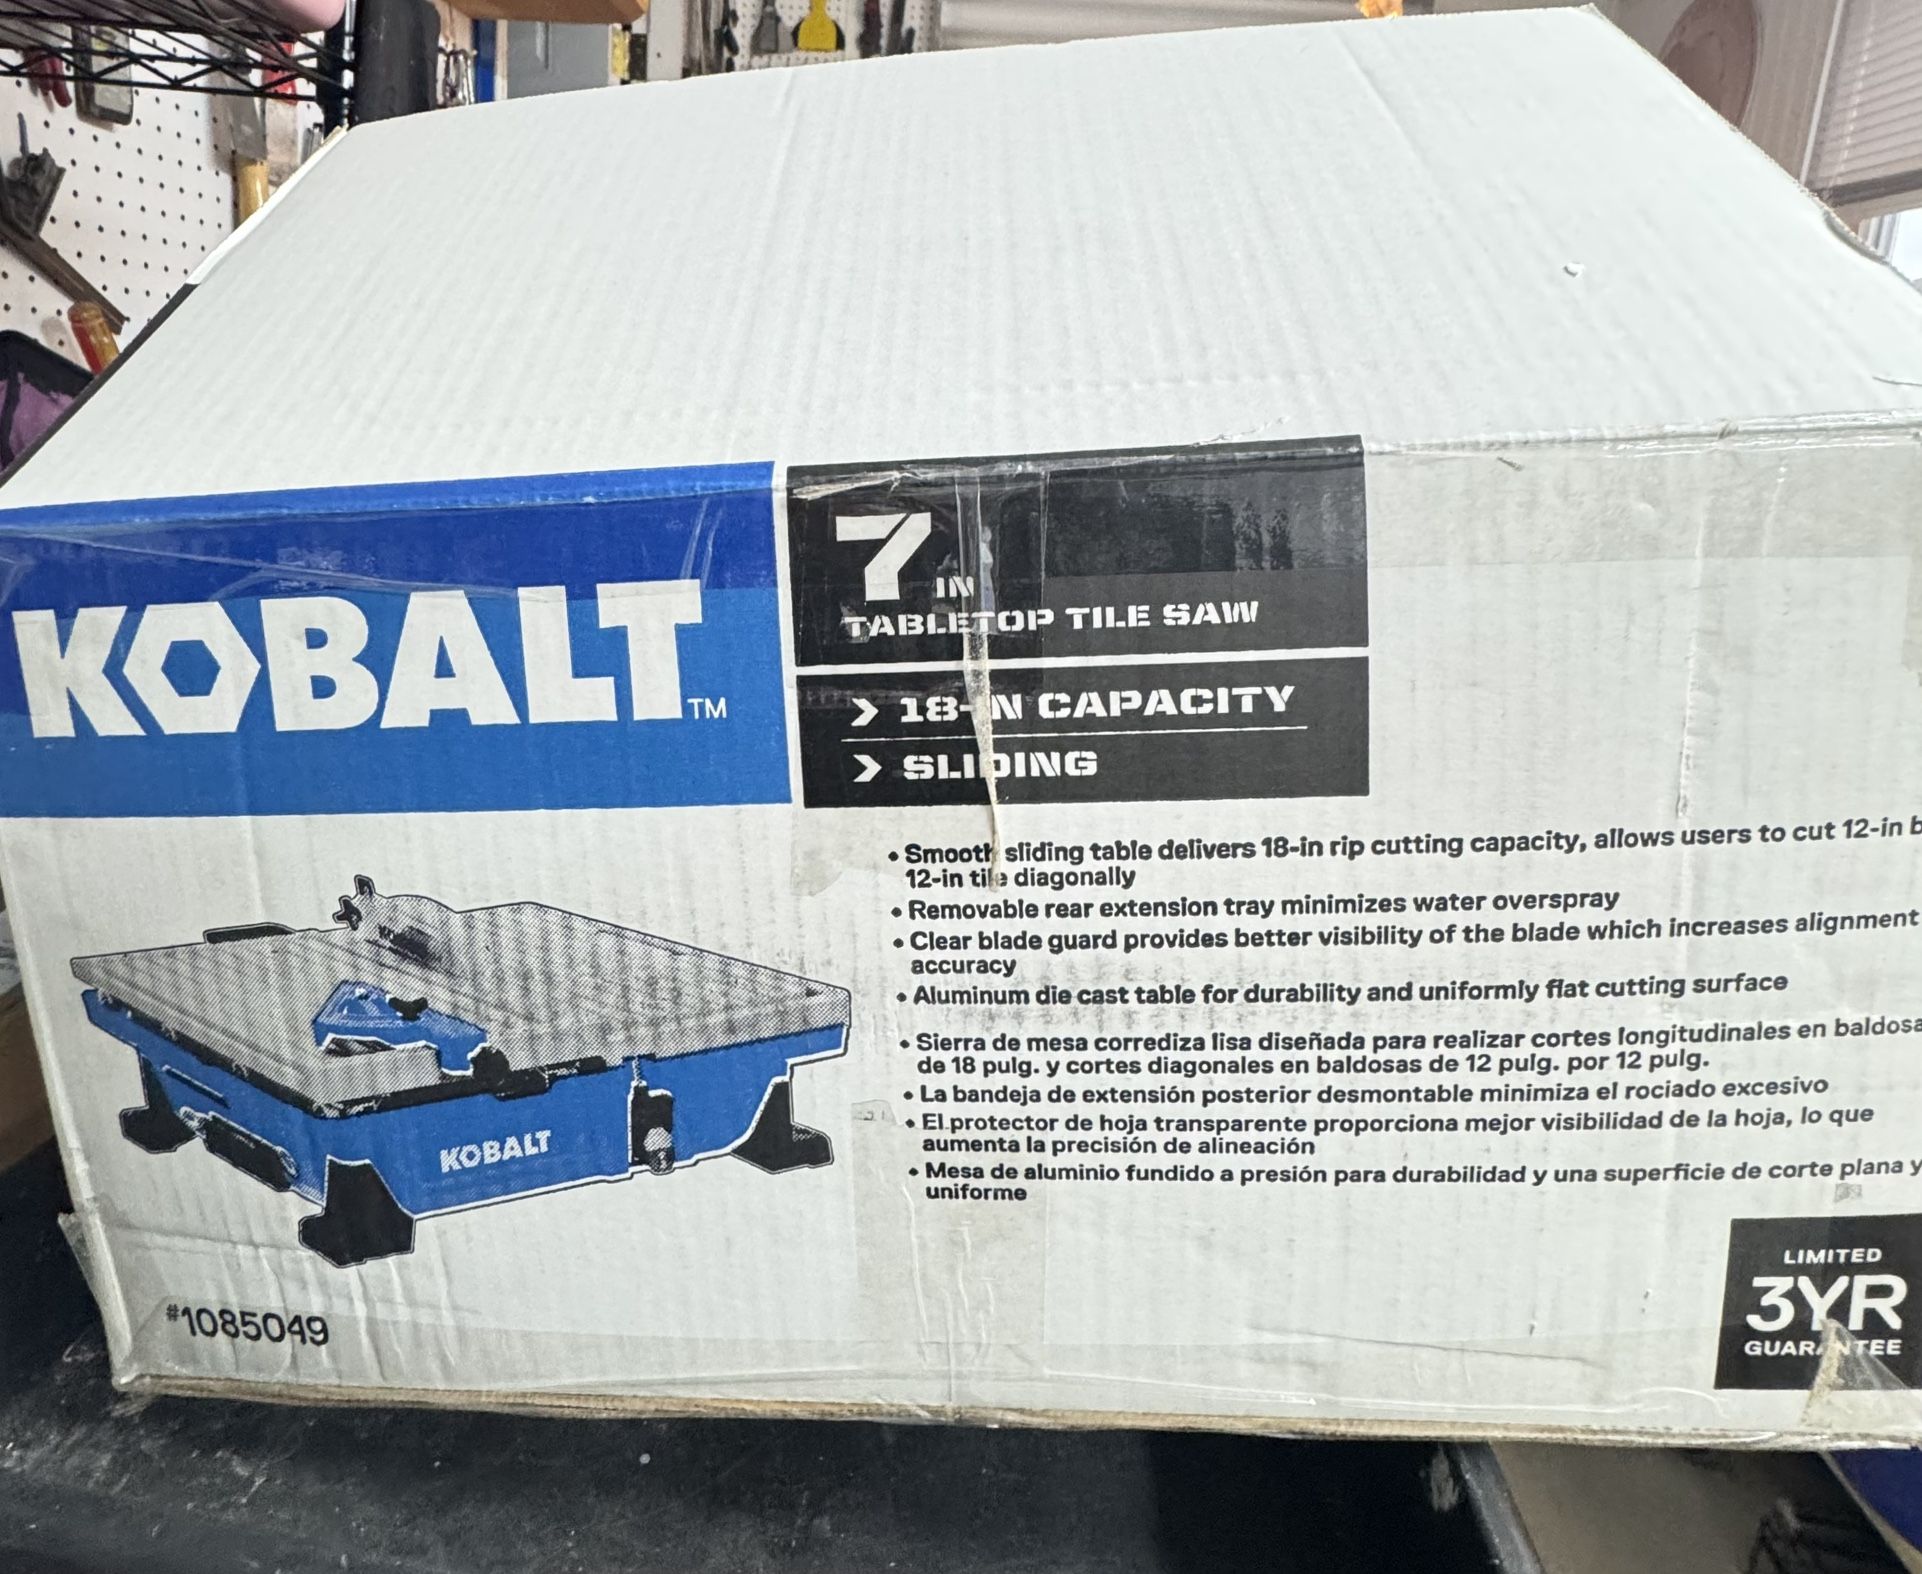 KOBALT™
7 IN
TABLETOP TILE SAW
> 18-IN CAPACITY
> SLIDING
• Smooth sliding table delivers 18-in rip cutting capacity, allows users to cut 12-in
12-in tile diagonally
• Removable rear extension tray minimizes water overspray
• Clear blade guard provides better visibility of the blade which increases alignment
accuracy
• Aluminum die cast table for durability and uniformly flat cutting surface
• Sierra de mesa corrediza lisa diseñada para realizar cortes longitudinales en baldosa
de 18 pulg. y cortes diagonales en baldosas de 12 pulg. por 12 pulg.
• La bandeja de extensión posterior desmontable minimiza el rociado excesivo
• El protector de hoja transparente proporciona mejor visibilidad de la hoja, lo que
aumenta la precisión de alineación
• Mesa de aluminio fundido a presión para durabilidad y una superficie de corte plana y
uniforme
KOBALT
#1085049
LIMITED
3YR
GUARANTEE